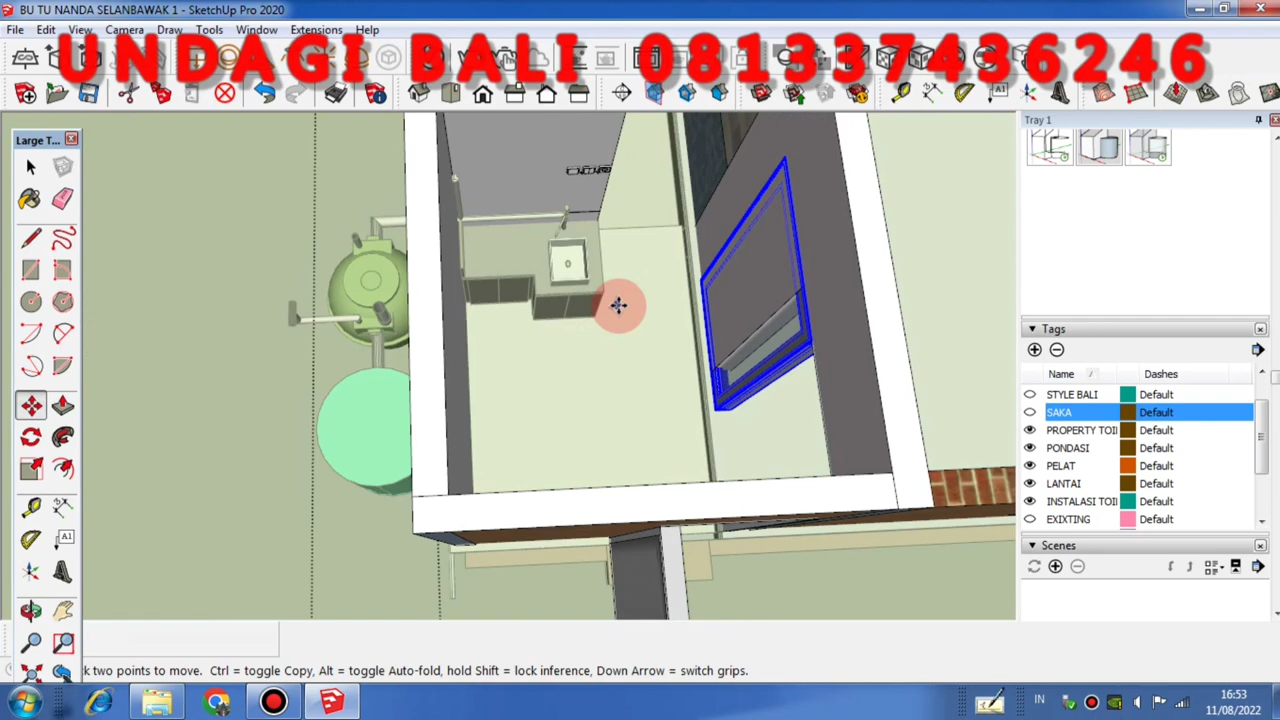 BU TU NANDA SELANBAWAK 1 - SketchUp Pro 2020
File Edit Camera Draw Tools Window Extensions Help
UNDAGI BALI 081337436246
Large T...
Tray 1
Tags
Name Dashes
STYLE BALI Default
SAKA Default
PROPERTY TOII Default
PONDASI Default
PELAT Default
LANTAI Default
INSTALASI TOII Default
EXIXTING Default
Scenes
k two points to move. Ctrl = toggle Copy, Alt = toggle Auto-fold, hold Shift = lock inference, Down Arrow = switch grips.
IN
16:53
11/08/2022